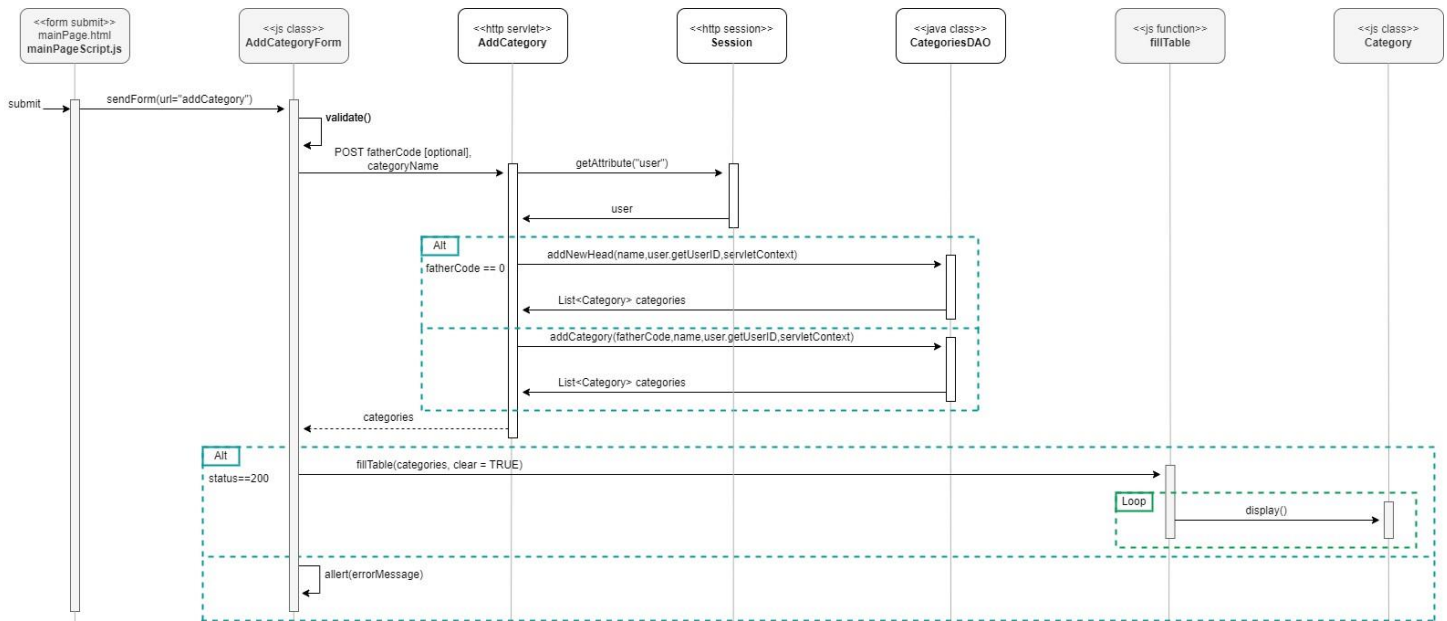 <<form submit>>
mainPage.html
mainPageScript.js
<<js class>>
AddCategoryForm
<<http servlet>>
AddCategory
<<http session>>
Session
<<java class>>
CategoriesDAO
<<js function>>
fillTable
<<js class>>
Category
submit
sendForm(url="addCategory")
validate()
POST fatherCode [optional],
categoryName
getAttribute("user")
user
Alt
fatherCode == 0
addNewHead(name,user.getUserID,servletContext)
List<Category> categories
addCategory(fatherCode,name,user.getUserID,servletContext)
List<Category> categories
categories
Alt
status==200
fillTable(categories, clear = TRUE)
Loop
display()
allert(errorMessage)